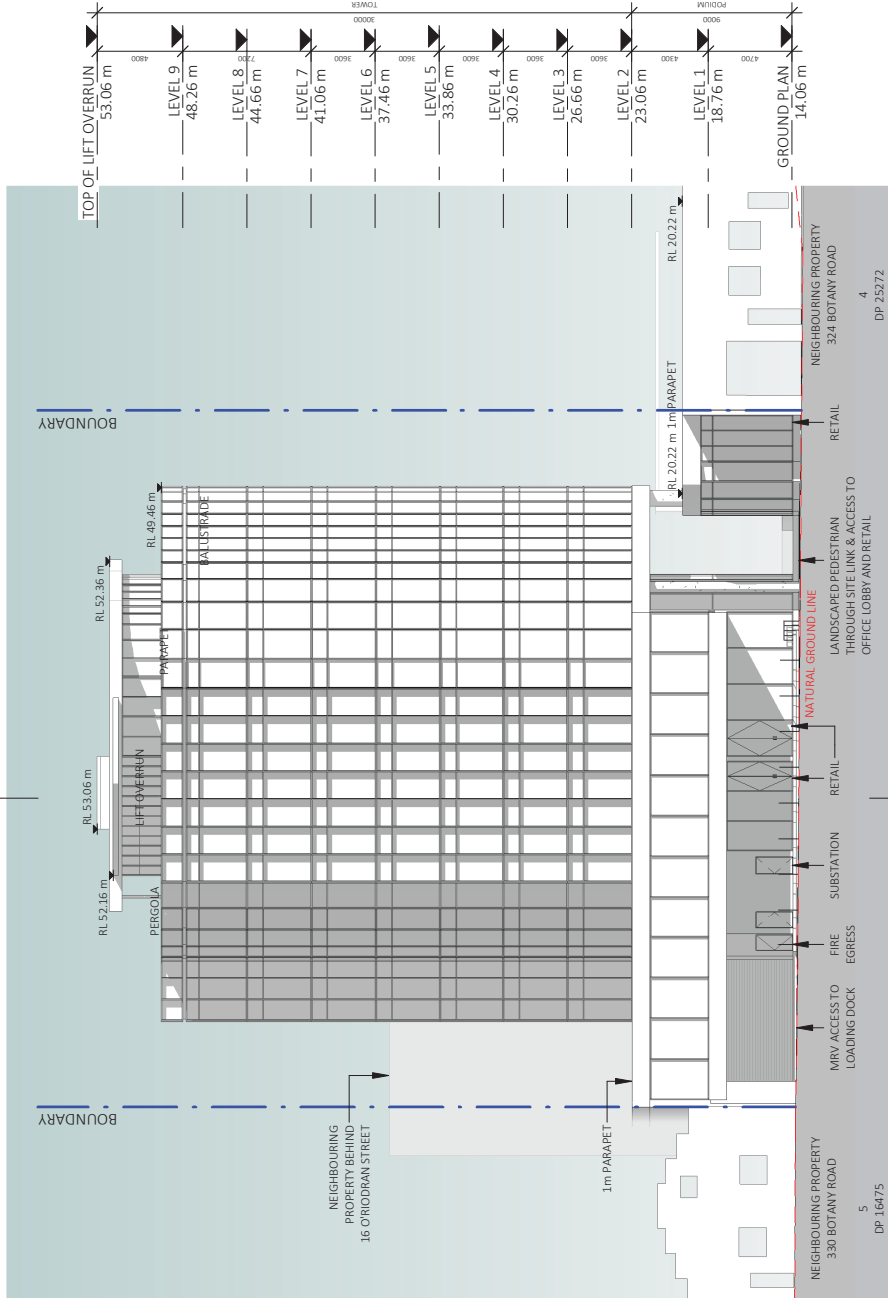 TOP OF LIFT OVERRUN
53.06 m
LEVEL 9
48.26 m
LEVEL 8
44.66 m
LEVEL 7
41.06 m
LEVEL 6
37.46 m
LEVEL 5
33.86 m
LEVEL 4
30.26 m
LEVEL 3
26.66 m
LEVEL 2
23.06 m
LEVEL 1
18.76 m
GROUND PLAN
14.06 m
4800
7200
3600
3600
3600
3600
3600
3600
4300
4700
TOWER
30000
PODIUM
9000
BOUNDARY
BOUNDARY
RL 53.06 m
RL 52.36 m
RL 52.16 m
RL 49.46 m
LIFT OVERRUN
PARAPET
PERGOLA
BALUSTRADE
NEIGHBOURING
PROPERTY BEHIND
16 O'RIODRAN STREET
1m PARAPET
RL 20.22 m 1m PARAPET
RL 20.22 m
NEIGHBOURING PROPERTY
330 BOTANY ROAD
5
DP 16475
MRV ACCESS TO
LOADING DOCK
FIRE
EGRESS
SUBSTATION
RETAIL
NATURAL GROUND LINE
LANDSCAPED PEDESTRIAN
THROUGH SITE LINK & ACCESS TO
OFFICE LOBBY AND RETAIL
RETAIL
NEIGHBOURING PROPERTY
324 BOTANY ROAD
4
DP 25272